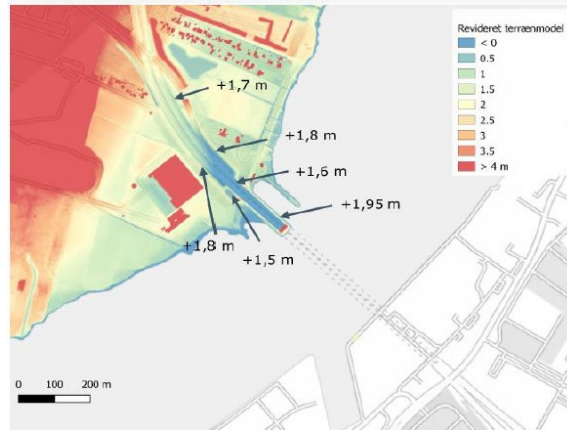 Revideret terrænmodel
< 0
0.5
1
1.5
2
2.5
3
3.5
> 4 m
+1,7 m
+1,8 m
+1,6 m
+1,95 m
+1,8 m
+1,5 m
0 100 200 m